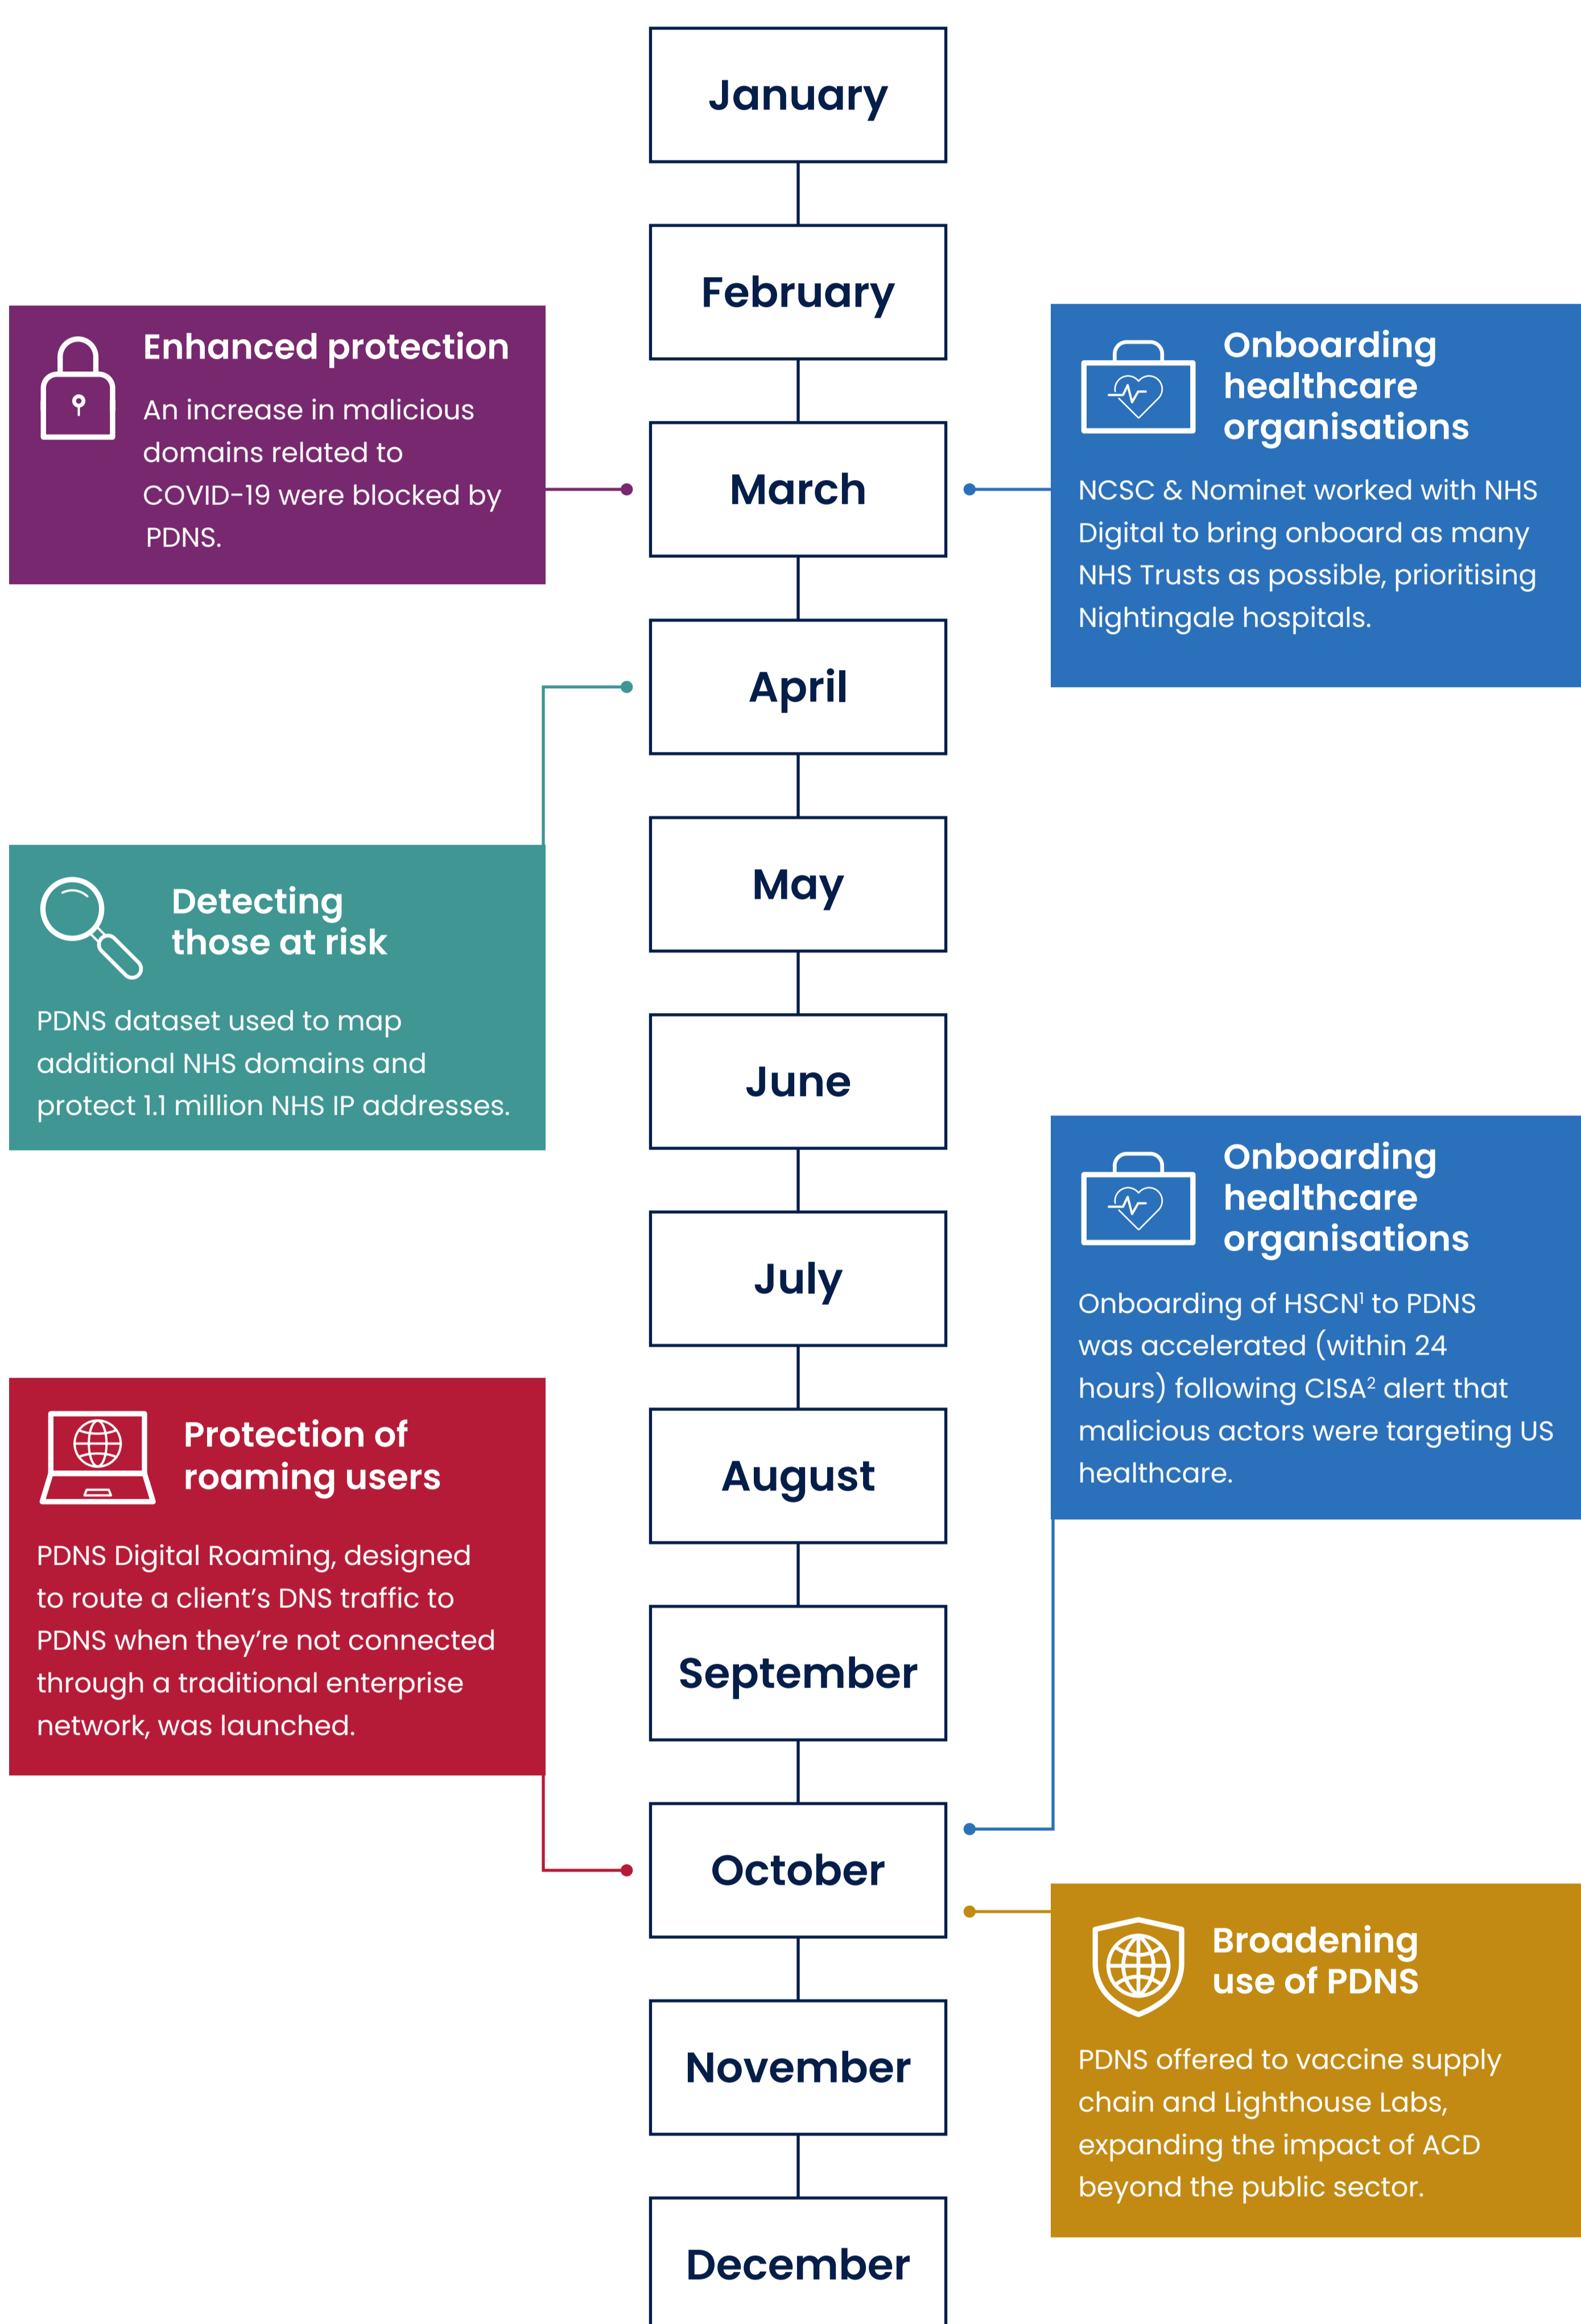 January
February
Enhanced protection
An increase in malicious
domains related to
COVID-19 were blocked by
PDNS.
Onboarding
healthcare
organisations
NCSC & Nominet worked with NHS
Digital to bring onboard as many
NHS Trusts as possible, prioritising
Nightingale hospitals.
March
April
May
Detecting
those at risk
PDNS dataset used to map
additional NHS domains and
protect 1.1 million NHS IP addresses.
June
Onboarding
healthcare
organisations
Onboarding of HSCN¹ to PDNS
was accelerated (within 24
hours) following CISA² alert that
malicious actors were targeting US
healthcare.
July
August
Protection of
roaming users
PDNS Digital Roaming, designed
to route a client’s DNS traffic to
PDNS when they’re not connected
through a traditional enterprise
network, was launched.
September
October
Broadening
use of PDNS
PDNS offered to vaccine supply
chain and Lighthouse Labs,
expanding the impact of ACD
beyond the public sector.
November
December